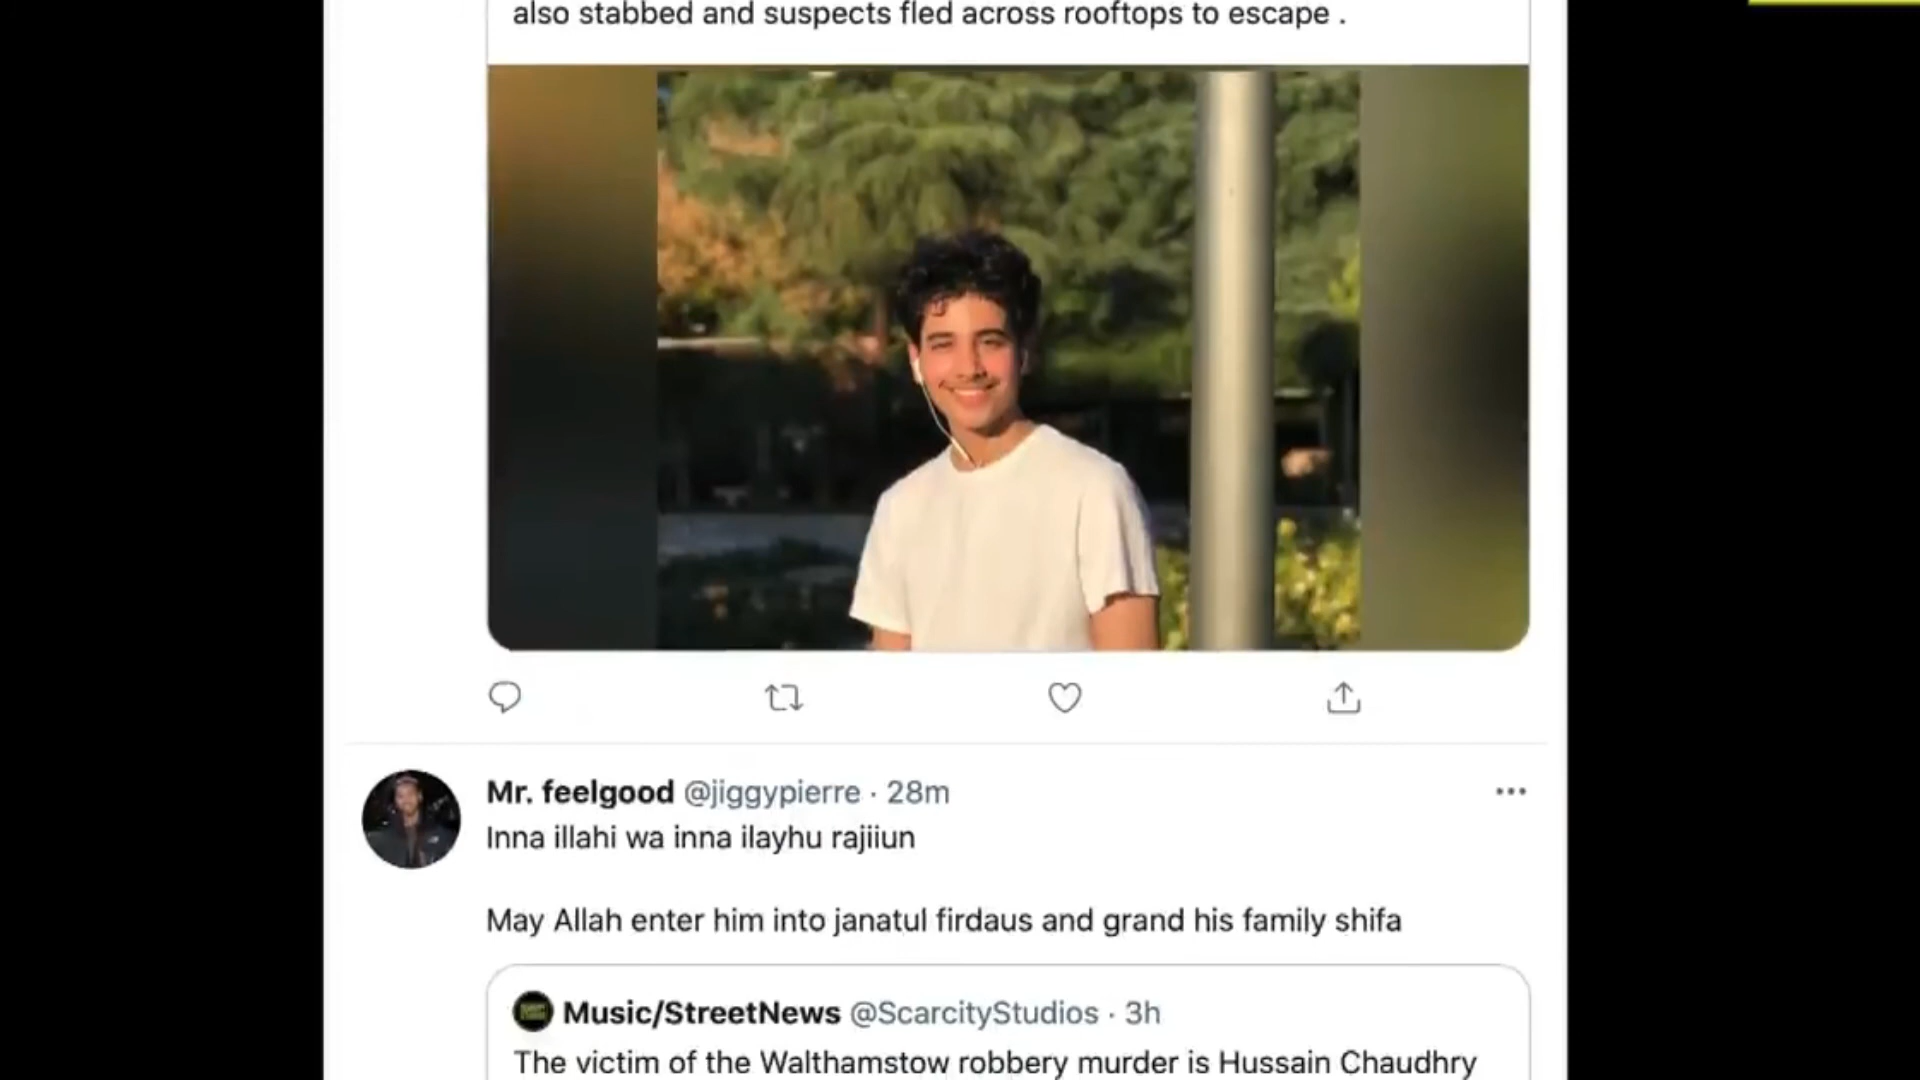 also stabbed and suspects fled across rooftops to escape .
Mr. feelgood @jiggypierre · 28m
Inna illahi wa inna ilayhu rajiiun
May Allah enter him into janatul firdaus and grand his family shifa
Music/StreetNews @ScarcityStudios · 3h
The victim of the Walthamstow robbery murder is Hussain Chaudhry